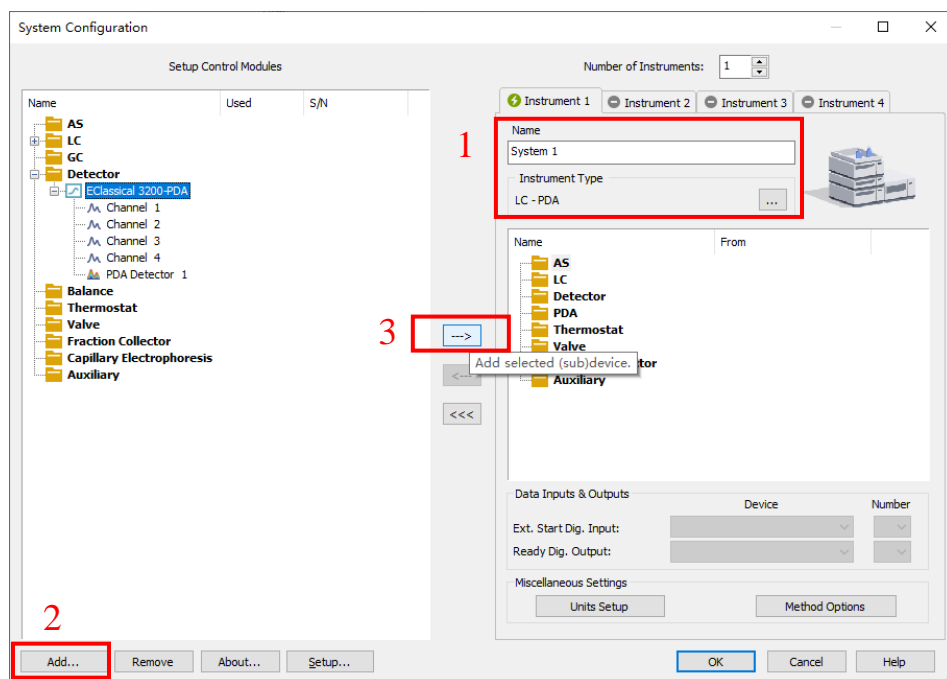 System Configuration
Setup Control Modules
Number of Instruments: 1
Name Used S/N
AS
LC
GC
Detector
EClassical 3200-PDA
Channel 1
Channel 2
Channel 3
Channel 4
PDA Detector 1
Balance
Thermostat
Valve
Fraction Collector
Capillary Electrophoresis
Auxiliary
2
Add... Remove About... Setup...
3
--->
<---
<<<
Add selected (sub)device.
Instrument 1 Instrument 2 Instrument 3 Instrument 4
1
Name
System 1
Instrument Type
LC - PDA ...
Name From
AS
LC
Detector
PDA
Thermostat
Valve
tor
Auxiliary
Data Inputs & Outputs
Device Number
Ext. Start Dig. Input:
Ready Dig. Output:
Miscellaneous Settings
Units Setup Method Options
OK Cancel Help